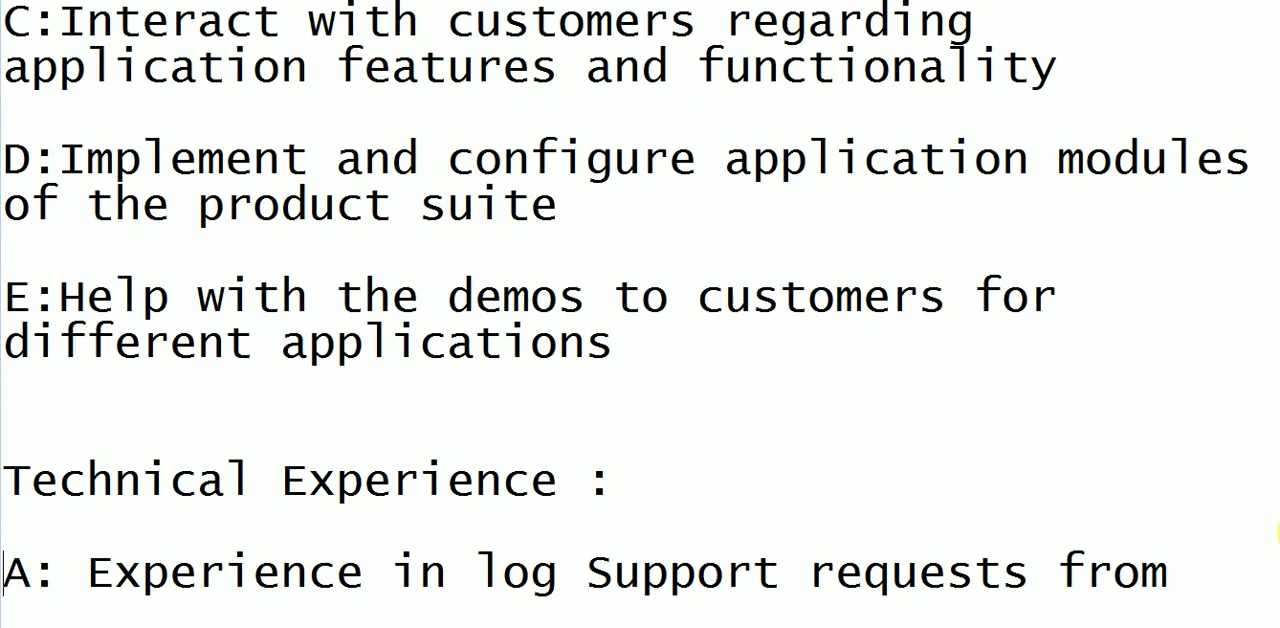 C:Interact with customers regarding
application features and functionality
D:Implement and configure application modules
of the product suite
E:Help with the demos to customers for
different applications
Technical Experience :
A: Experience in log Support requests from